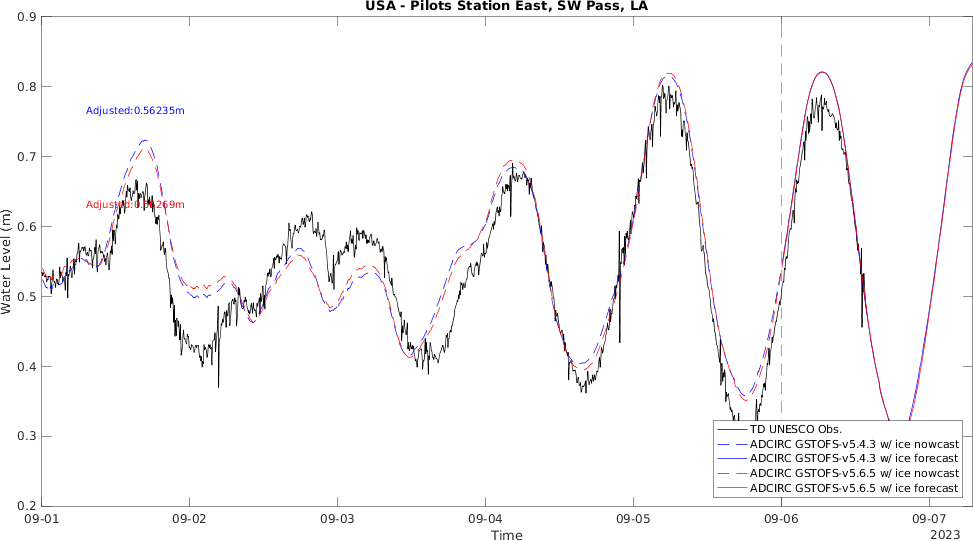 USA - Pilots Station East, SW Pass, LA
0.9
0.8
0.7
0.6
0.5
0.4
0.3
0.2
Water Level (m)
Adjusted:0.56235m
TD UNESCO Obs.
ADCIRC GSTOFS-v5.4.3 w/ ice nowcast
ADCIRC GSTOFS-v5.4.3 w/ ice forecast
ADCIRC GSTOFS-v5.6.5 w/ ice nowcast
ADCIRC GSTOFS-v5.6.5 w/ ice forecast
09-01
09-02
09-03
09-04
09-05
09-06
09-07
Time
2023